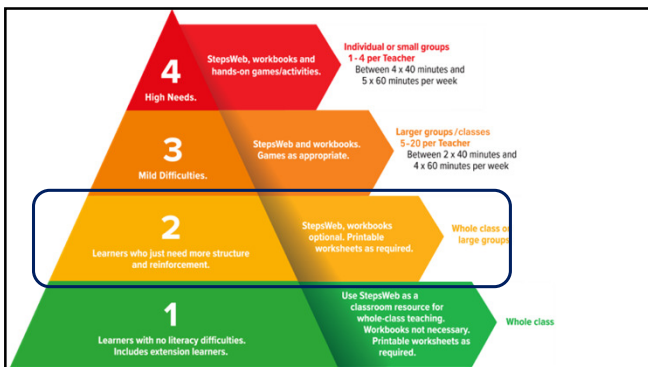 4
High Needs.
StepsWeb, workbooks and
hands-on games/activities.
Individual or small groups
1 - 4 per Teacher
Between 4 x 40 minutes and
5 x 60 minutes per week
3
Mild Difficulties.
StepsWeb and workbooks.
Games as appropriate.
Larger groups/classes
5-20 per Teacher
Between 2 x 40 minutes and
4 x 60 minutes per week
2
Learners who just need more structure
and reinforcement.
StepsWeb, workbooks
optional. Printable
worksheets as required.
Whole class or
large groups
1
Learners with no literacy difficulties.
Includes extension learners.
Use StepsWeb as a
classroom resource for
whole-class teaching.
Workbooks not necessary.
Printable worksheets as
required.
Whole class